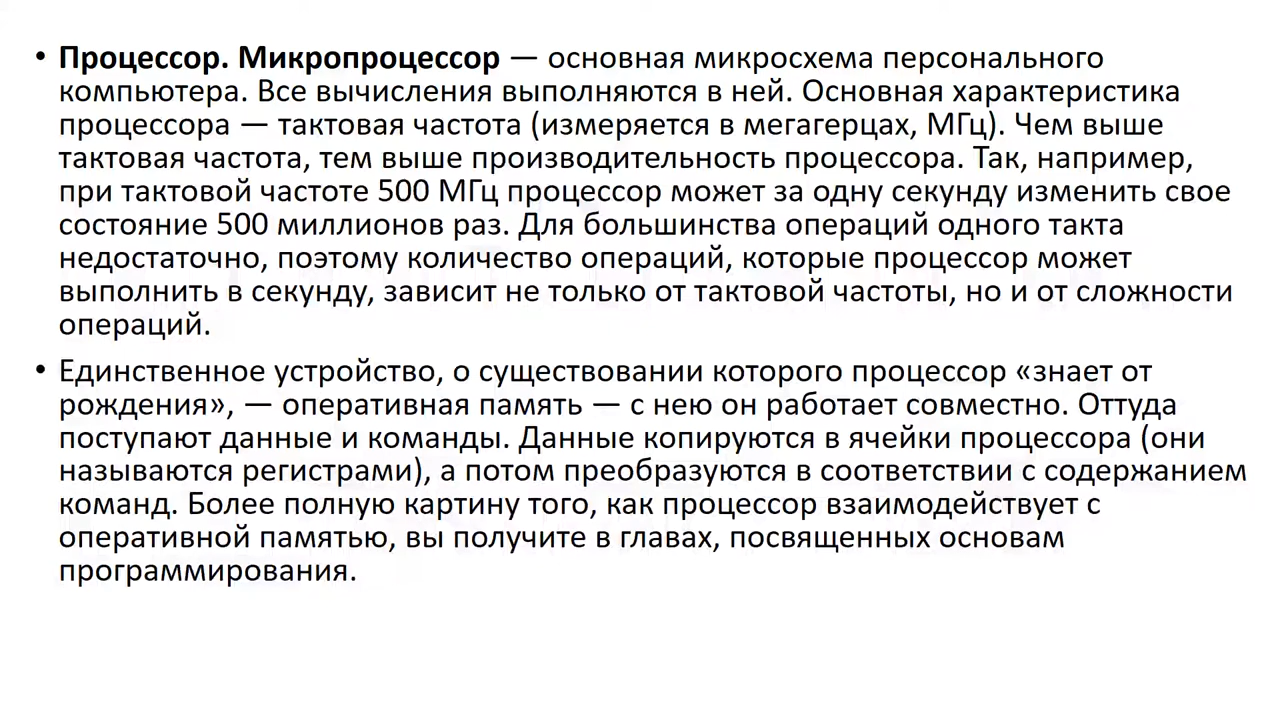 • Процессор. Микропроцессор — основная микросхема персонального
компьютера. Все вычисления выполняются в ней. Основная характеристика
процессора — тактовая частота (измеряется в мегагерцах, МГц). Чем выше
тактовая частота, тем выше производительность процессора. Так, например,
при тактовой частоте 500 МГц процессор может за одну секунду изменить свое
состояние 500 миллионов раз. Для большинства операций одного такта
недостаточно, поэтому количество операций, которые процессор может
выполнить в секунду, зависит не только от тактовой частоты, но и от сложности
операций.
• Единственное устройство, о существовании которого процессор «знает от
рождения», — оперативная память — с нею он работает совместно. Оттуда
поступают данные и команды. Данные копируются в ячейки процессора (они
называются регистрами), а потом преобразуются в соответствии с содержанием
команд. Более полную картину того, как процессор взаимодействует с
оперативной памятью, вы получите в главах, посвященных основам
программирования.